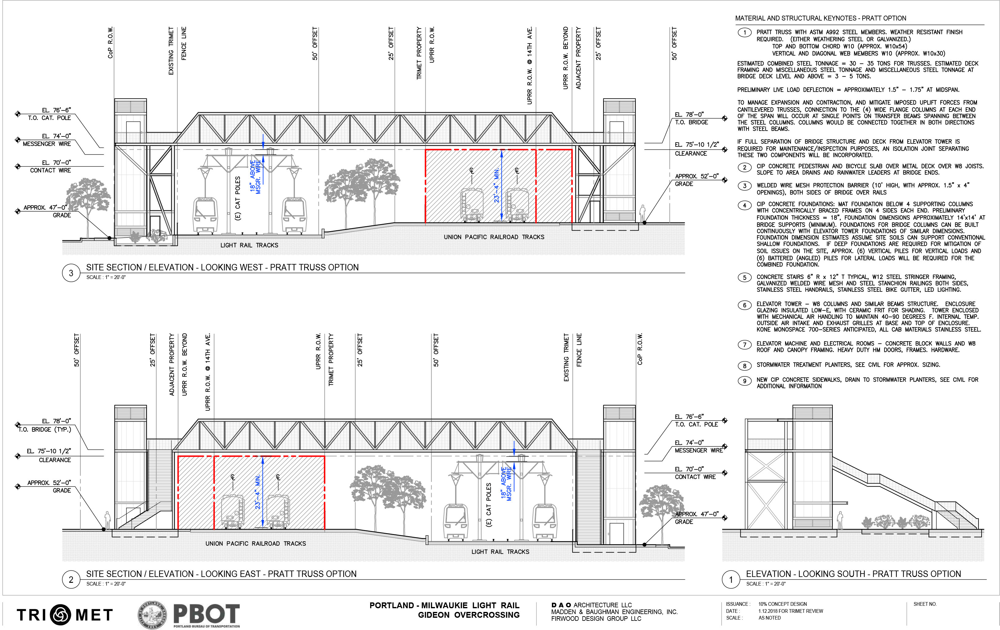 CoP R.O.W.
EXISTING TRIMET
FENCE LINE
50' OFFSET
25' OFFSET
TRIMET PROPERTY
UPRR R.O.W.
UPRR R.O.W. @ 14TH AVE.
UPRR R.O.W. BEYOND
ADJACENT PROPERTY
25' OFFSET
50' OFFSET
EL. 76'-6"
T.O. CAT. POLE
EL. 74'-0"
MESSENGER WIRE
EL. 70'-0"
CONTACT WIRE
APPROX. 47'-0"
GRADE
18" ABOVE
MSGR. WIRE
(E) CAT POLES
23'-4" MIN.
EL. 78'-0"
T.O. BRIDGE
EL. 75'-10 1/2"
CLEARANCE
APPROX. 52'-0"
GRADE
LIGHT RAIL TRACKS
UNION PACIFIC RAILROAD TRACKS
3
SITE SECTION / ELEVATION - LOOKING WEST - PRATT TRUSS OPTION
SCALE : 1" = 20'-0"
MATERIAL AND STRUCTURAL KEYNOTES - PRATT OPTION
1 PRATT TRUSS WITH ASTM A992 STEEL MEMBERS. WEATHER RESISTANT FINISH
REQUIRED. (EITHER WEATHERING STEEL OR GALVANIZED.)
TOP AND BOTTOM CHORD W10 (APPROX. W10x54)
VERTICAL AND DIAGONAL WEB MEMBERS W10 (APPROX. W10x30)
ESTIMATED COMBINED STEEL TONNAGE = 30 - 35 TONS FOR TRUSSES. ESTIMATED DECK
FRAMING AND MISCELLANEOUS STEEL TONNAGE AND MISCELLANEOUS STEEL TONNAGE AT
BRIDGE DECK LEVEL AND ABOVE = 3 - 5 TONS.
PRELIMINARY LIVE LOAD DEFLECTION = APPROXIMATELY 1.5" - 1.75" AT MIDSPAN.
TO MANAGE EXPANSION AND CONTRACTION, AND MITIGATE IMPOSED UPLIFT FORCES FROM
CANTILEVERED TRUSSES, CONNECTION TO THE (4) WIDE FLANGE COLUMNS AT EACH END
OF THE SPAN WILL OCCUR AT SINGLE POINTS ON TRANSFER BEAMS SPANNING BETWEEN
THE STEEL COLUMNS. COLUMNS WOULD BE CONNECTED TOGETHER IN BOTH DIRECTIONS
WITH STEEL BEAMS.
IF FULL SEPARATION OF BRIDGE STRUCTURE AND DECK FROM ELEVATOR TOWER IS
REQUIRED FOR MAINTENANCE/INSPECTION PURPOSES, AN ISOLATION JOINT SEPARATING
THESE TWO COMPONENTS WILL BE INCORPORATED.
2 CIP CONCRETE PEDESTRIAN AND BICYCLE SLAB OVER METAL DECK OVER W8 JOISTS.
SLOPE TO AREA DRAINS AND RAINWATER LEADERS AT BRIDGE ENDS.
3 WELDED WIRE MESH PROTECTION BARRIER (10' HIGH, WITH APPROX. 1.5" x 4"
OPENINGS), BOTH SIDES OF BRIDGE OVER RAILS
4 CIP CONCRETE FOUNDATIONS: MAT FOUNDATION BELOW 4 SUPPORTING COLUMNS
WITH CONCENTRICALLY BRACED FRAMES ON 4 SIDES EACH END. PRELIMINARY
FOUNDATION THICKNESS = 18", FOUNDATION DIMENSIONS APPROXIMATELY 14'x14' AT
BRIDGE SUPPORTS (MINIMUM). FOUNDATIONS FOR BRIDGE COLUMNS CAN BE BUILT
CONTINUOUSLY WITH ELEVATOR TOWER FOUNDATIONS OF SIMILAR DIMENSIONS.
FOUNDATION DIMENSION ESTIMATES ASSUME SITE SOILS CAN SUPPORT CONVENTIONAL
SHALLOW FOUNDATIONS. IF DEEP FOUNDATIONS ARE REQUIRED FOR MITIGATION OF
SOIL ISSUES ON THE SITE, APPROX. (6) VERTICAL PILES FOR VERTICAL LOADS AND
(6) BATTERED (ANGLED) PILES FOR LATERAL LOADS WILL BE REQUIRED FOR THE
COMBINED FOUNDATION.
5 CONCRETE STAIRS 6" R x 12" T TYPICAL, W12 STEEL STRINGER FRAMING,
GALVANIZED WELDED WIRE MESH AND STEEL STANCHION RAILINGS BOTH SIDES,
STAINLESS STEEL HANDRAILS, STAINLESS STEEL BIKE GUTTER, LED LIGHTING.
6 ELEVATOR TOWER - W8 COLUMNS AND SIMILAR BEAMS STRUCTURE. ENCLOSURE
GLAZING INSULATED LOW-E, WITH CERAMIC FRIT FOR SHADING. TOWER ENCLOSED
WITH MECHANICAL AIR HANDLING TO MAINTAIN 40-90 DEGREES F. INTERNAL TEMP.
OUTSIDE AIR INTAKE AND EXHAUST GRILLES AT BASE AND TOP OF ENCLOSURE.
KONE MONOSPACE 700-SERIES ANTICIPATED, ALL CAB MATERIALS STAINLESS STEEL.
7 ELEVATOR MACHINE AND ELECTRICAL ROOMS - CONCRETE BLOCK WALLS AND W8
ROOF AND CANOPY FRAMING. HEAVY DUTY HM DOORS, FRAMES. HARDWARE.
8 STORMWATER TREATMENT PLANTERS, SEE CIVIL FOR APPROX. SIZING.
9 NEW CIP CONCRETE SIDEWALKS, DRAIN TO STORMWATER PLANTERS, SEE CIVIL FOR
ADDITIONAL INFORMATION
50' OFFSET
25' OFFSET
ADJACENT PROPERTY
UPRR R.O.W. BEYOND
UPRR R.O.W. @ 14TH AVE.
UPRR R.O.W.
TRIMET PROPERTY
25' OFFSET
50' OFFSET
EXISTING TRIMET
FENCE LINE
CoP R.O.W.
EL. 78'-0"
T.O. BRIDGE (TYP.)
EL. 75'-10 1/2"
CLEARANCE
APPROX. 52'-0"
GRADE
23'-4" MIN.
(E) CAT POLES
18" ABOVE
MSGR. WIRE
EL. 76'-6"
T.O. CAT. POLE
EL. 74'-0"
MESSENGER WIRE
EL. 70'-0"
CONTACT WIRE
APPROX. 47'-0"
GRADE
UNION PACIFIC RAILROAD TRACKS
LIGHT RAIL TRACKS
2
SITE SECTION / ELEVATION - LOOKING EAST - PRATT TRUSS OPTION
SCALE : 1" = 20'-0"
1
ELEVATION - LOOKING SOUTH - PRATT TRUSS OPTION
SCALE : 1" = 20'-0"
TRI MET
PBOT
PORTLAND BUREAU OF TRANSPORTATION
PORTLAND - MILWAUKIE LIGHT RAIL
GIDEON OVERCROSSING
DAO ARCHITECTURE LLC
MADDEN & BAUGHMAN ENGINEERING, INC.
FIRWOOD DESIGN GROUP LLC
ISSUANCE : 10% CONCEPT DESIGN
DATE : 1.12.2018 FOR TRIMET REVIEW
SCALE : AS NOTED
SHEET NO.